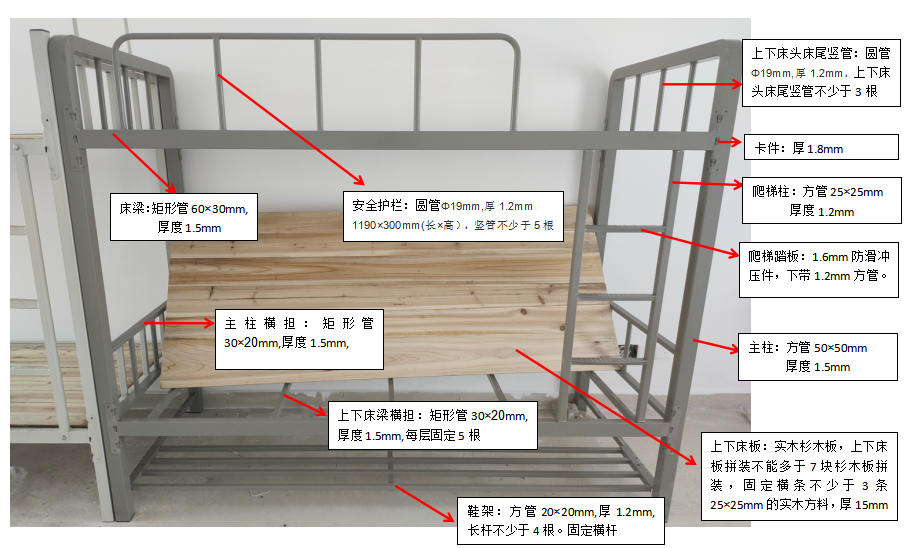 上下床头床尾竖管：圆管
Φ19mm,厚 1.2mm，上下床
头床尾竖管不少于 3 根
卡件：厚 1.8mm
爬梯柱：方管 25×25mm
厚度 1.2mm
床梁:矩形管 60×30mm,
厚度 1.5mm
安全护栏：圆管Φ19mm,厚 1.2mm
1190×300mm(长×高)，竖管不少于 5 根
爬梯踏板：1.6mm 防滑冲
压件，下带 1.2mm 方管。
主柱横担：矩形管
30×20mm,厚度 1.5mm,
主柱：方管 50×50mm
厚度 1.5mm
上下床梁横担：矩形管 30×20mm,
厚度 1.5mm,每层固定 5 根
上下床板：实木杉木板，上下床
板拼装不能多于 7 块杉木板拼
装，固定横条不少于 3 条
25×25mm 的实木方料，厚 15mm
鞋架：方管 20×20mm,厚 1.2mm,
长杆不少于 4 根。固定横杆